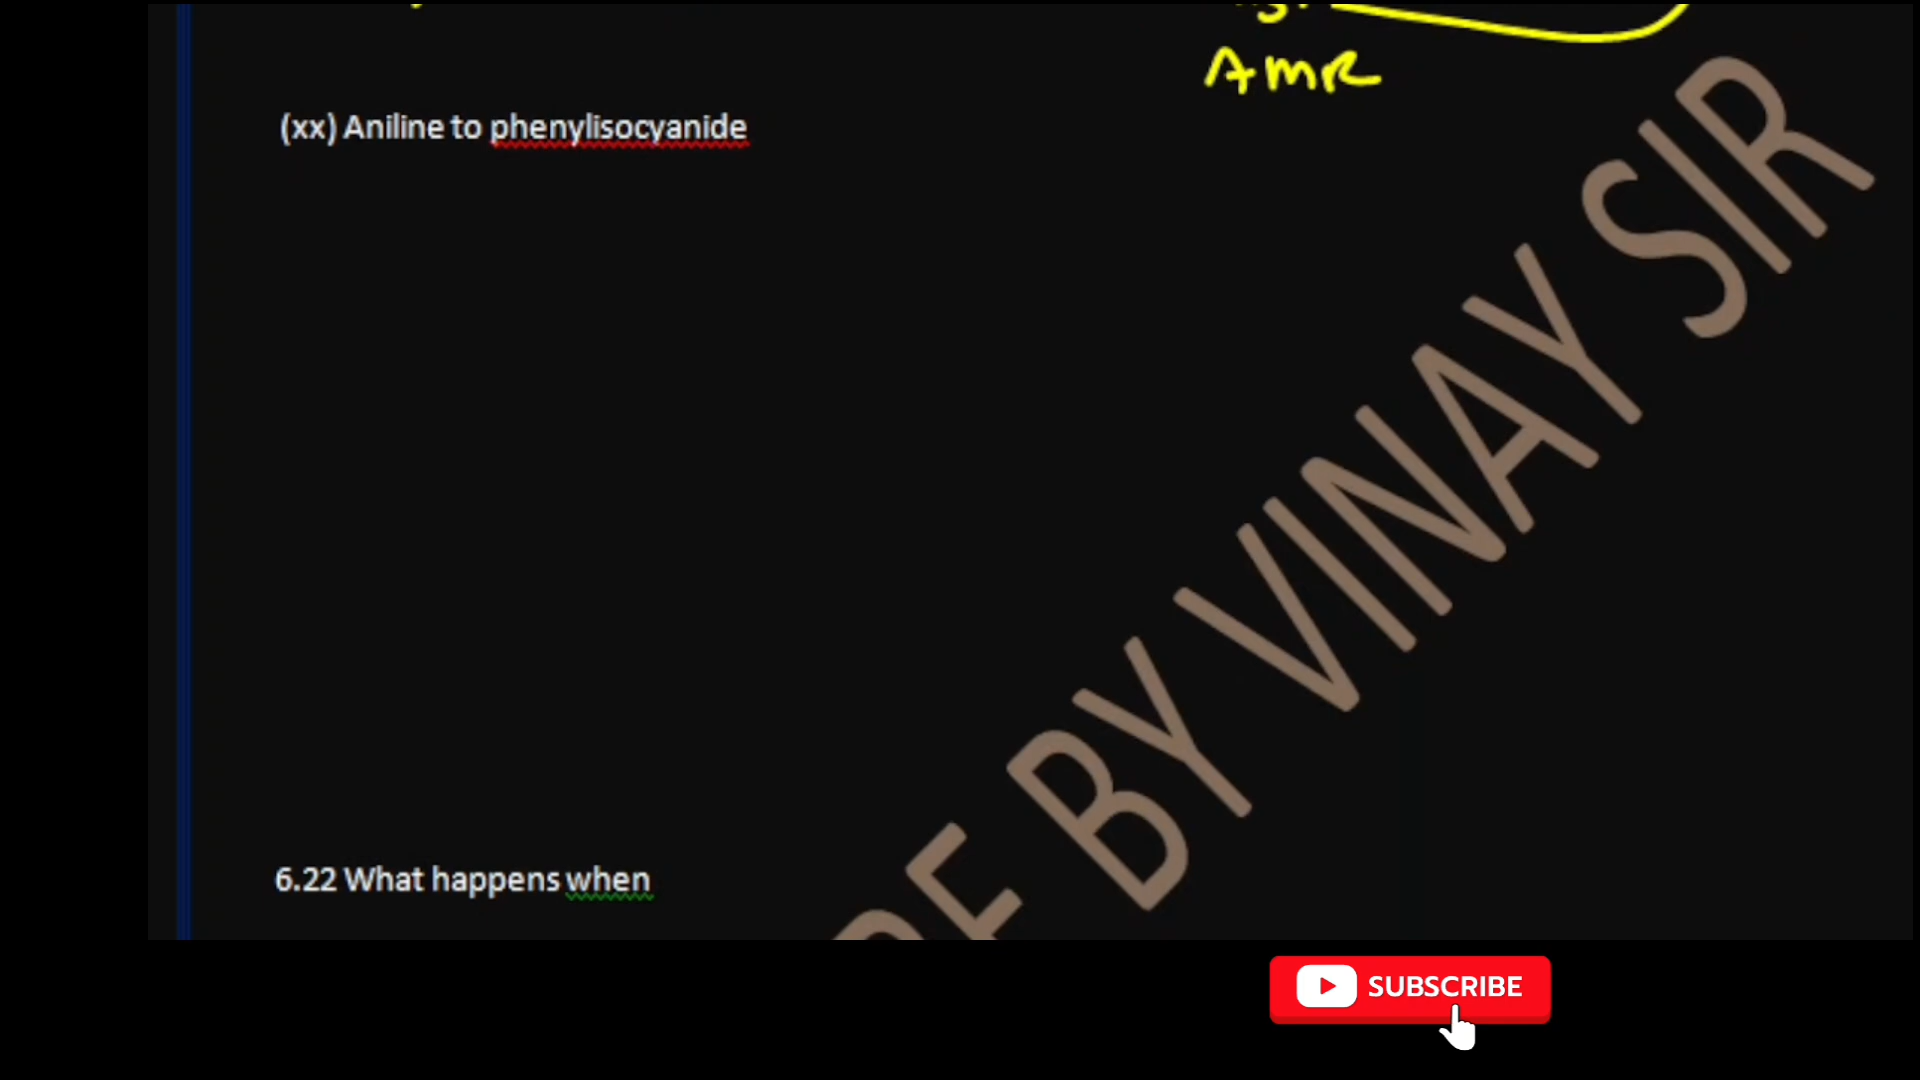 AMR
(xx) Aniline to phenylisocyanide
BY VINAY SIR
6.22 What happens when
SUBSCRIBE